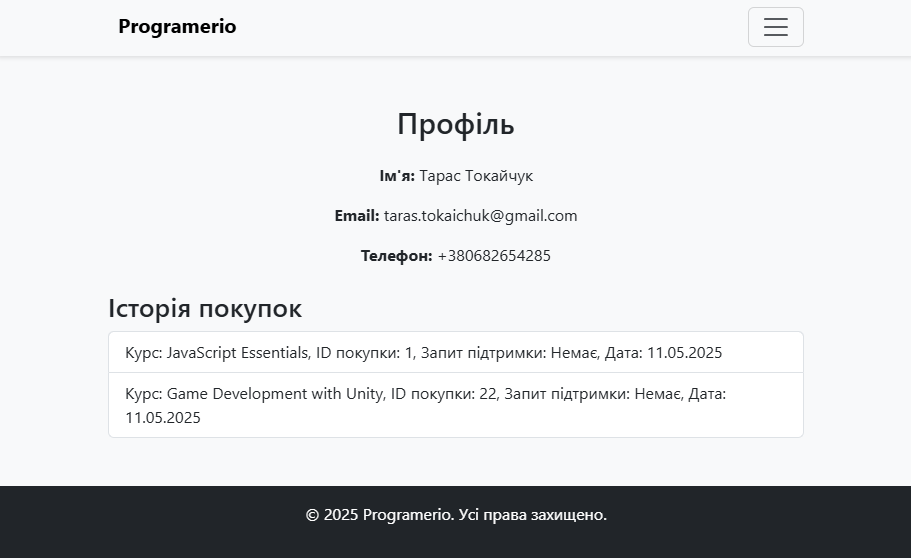 Programerio
Профіль
Ім'я: Тарас Токайчук
Email: taras.tokaichuk@gmail.com
Телефон: +380682654285
Історія покупок
Курс: JavaScript Essentials, ID покупки: 1, Запит підтримки: Немає, Дата: 11.05.2025
Курс: Game Development with Unity, ID покупки: 22, Запит підтримки: Немає, Дата:
11.05.2025
© 2025 Programerio. Усі права захищено.